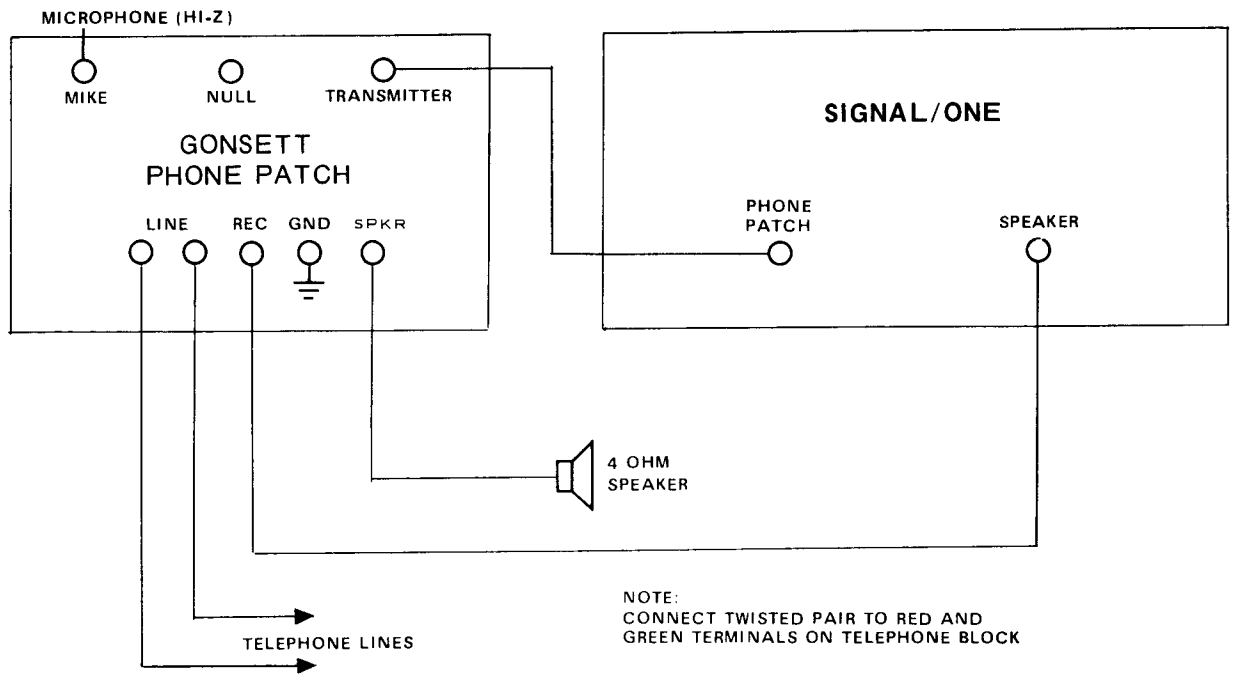 MICROPHONE (HI-Z)
MIKE
NULL
TRANSMITTER
GONSETT
PHONE PATCH
LINE
REC
GND
SPKR
SIGNAL/ONE
PHONE
PATCH
SPEAKER
4 OHM
SPEAKER
NOTE:
CONNECT TWISTED PAIR TO RED AND
GREEN TERMINALS ON TELEPHONE BLOCK
TELEPHONE LINES